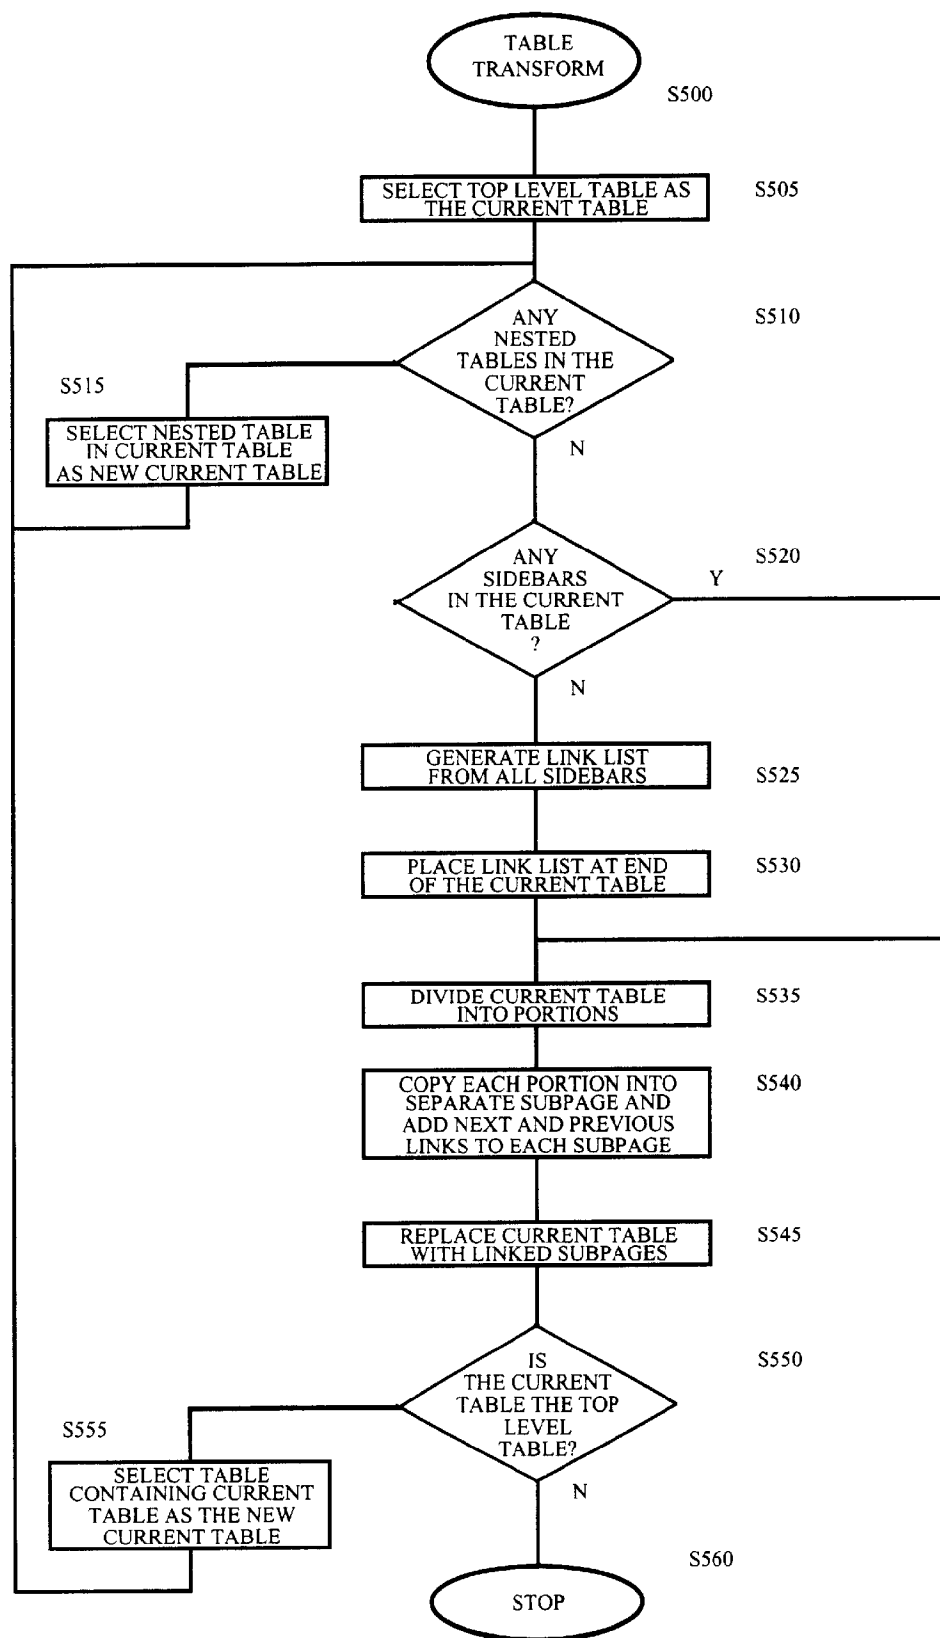 TABLE
TRANSFORM
S500
SELECT TOP LEVEL TABLE AS
THE CURRENT TABLE
S505
ANY
NESTED
TABLES IN THE
CURRENT
TABLE?
S510
N
S515
SELECT NESTED TABLE
IN CURRENT TABLE
AS NEW CURRENT TABLE
ANY
SIDEBARS
IN THE CURRENT
TABLE
?
S520
Y
N
GENERATE LINK LIST
FROM ALL SIDEBARS
S525
PLACE LINK LIST AT END
OF THE CURRENT TABLE
S530
DIVIDE CURRENT TABLE
INTO PORTIONS
S535
COPY EACH PORTION INTO
SEPARATE SUBPAGE AND
ADD NEXT AND PREVIOUS
LINKS TO EACH SUBPAGE
S540
REPLACE CURRENT TABLE
WITH LINKED SUBPAGES
S545
IS
THE CURRENT
TABLE THE TOP
LEVEL
TABLE?
S550
N
S555
SELECT TABLE
CONTAINING CURRENT
TABLE AS THE NEW
CURRENT TABLE
S560
STOP